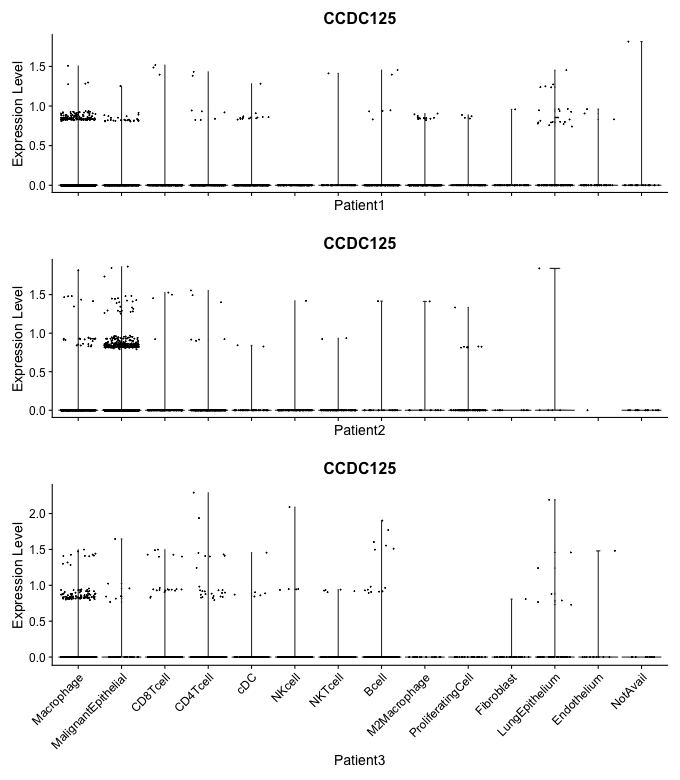 CCDC125
Expression Level
1.5
1.0
0.5
0.0
Patient1
CCDC125
Expression Level
1.5
1.0
0.5
0.0
Patient2
CCDC125
Expression Level
2.0
1.5
1.0
0.5
0.0
Macrophage
MalignantEpithelial
CD8Tcell
CD4Tcell
cDC
NKcell
NKTcell
Bcell
M2Macrophage
ProliferatingCell
Fibroblast
LungEpithelium
Endothelium
NotAvail
Patient3